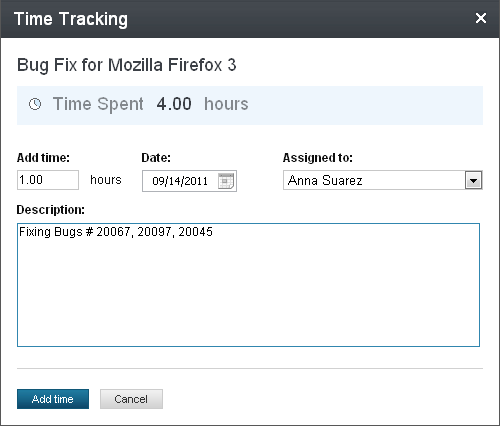 Time Tracking
Bug Fix for Mozilla Firefox 3
Time Spent 4.00 hours
Add time: Date: Assigned to:
1.00 hours 09/14/2011 Anna Suarez
Description:
Fixing Bugs # 20067, 20097, 20045
Add time Cancel